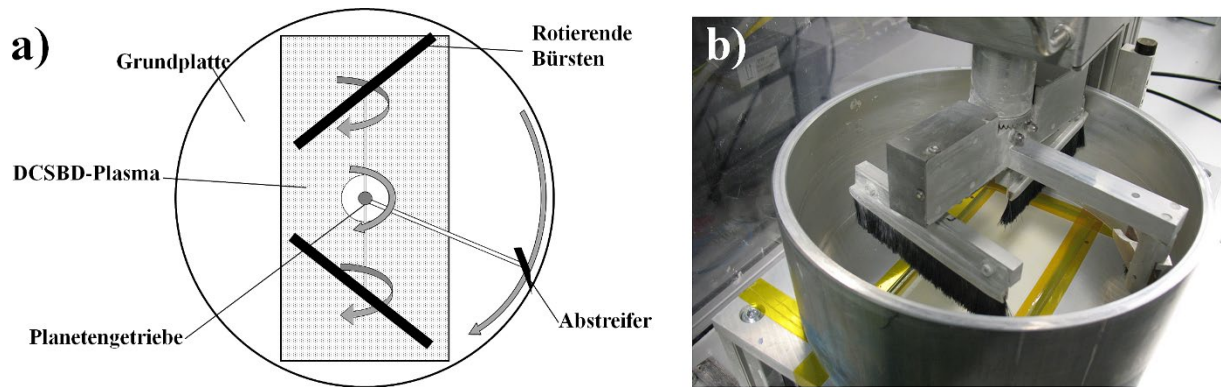 a)
Grundplatte
Rotierende
Bürsten
DCSBD-Plasma
Planetengetriebe
Abstreifer
b)